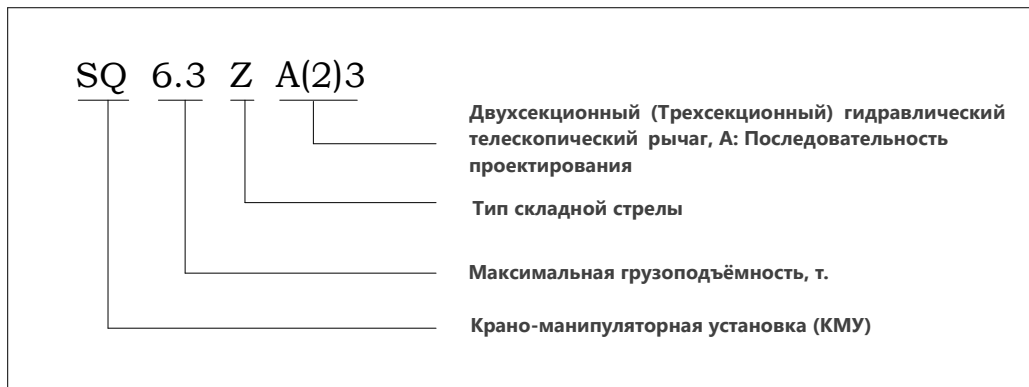 SQ 6.3 Z A(2)3
Двухсекционный (Трехсекционный) гидравлический
телескопический рычаг, А: Последовательность
проектирования
Тип складной стрелы
Максимальная грузоподъёмность, т.
Крано-манипуляторная установка (КМУ)